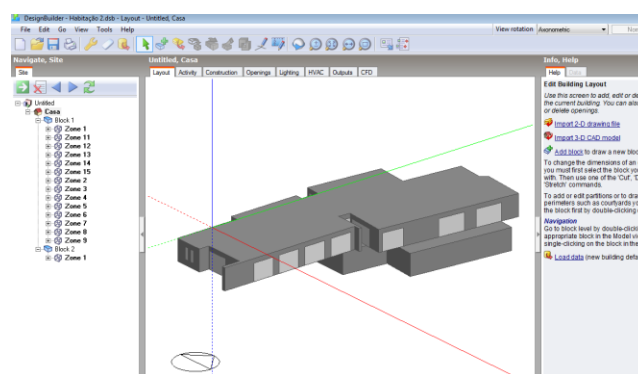 DesignBuilder - Habitação 2.dsb - Layout - Untitled, Casa
File Edit Go View Tools Help
View rotation Axonometric
Navigate, Site
Untitled, Casa
Info, Help
Site
Layout Activity Construction Openings Lighting HVAC Outputs CFD
Help
Untitled
Casa
Block 1
Zone 1
Zone 11
Zone 12
Zone 13
Zone 14
Zone 15
Zone 2
Zone 3
Zone 4
Zone 5
Zone 6
Zone 7
Zone 8
Zone 9
Block 2
Zone 1
Edit Building Layout
Use this screen to add, edit or de
the current building. You can als
or delete openings.
Import 2-D drawing file
Import 3-D CAD model
Add block to draw a new bloc
To change the dimensions of an
you must first select the block yo
with. Then use one of the 'Cut', 'D
'Stretch' commands.
To add or edit partitions or to dra
perimeters such as courtyards yo
the block first by double-clicking
Navigation
Go to block level by double-click
appropriate block in the Model vi
single-clicking on the block in the
Load data (new building defa